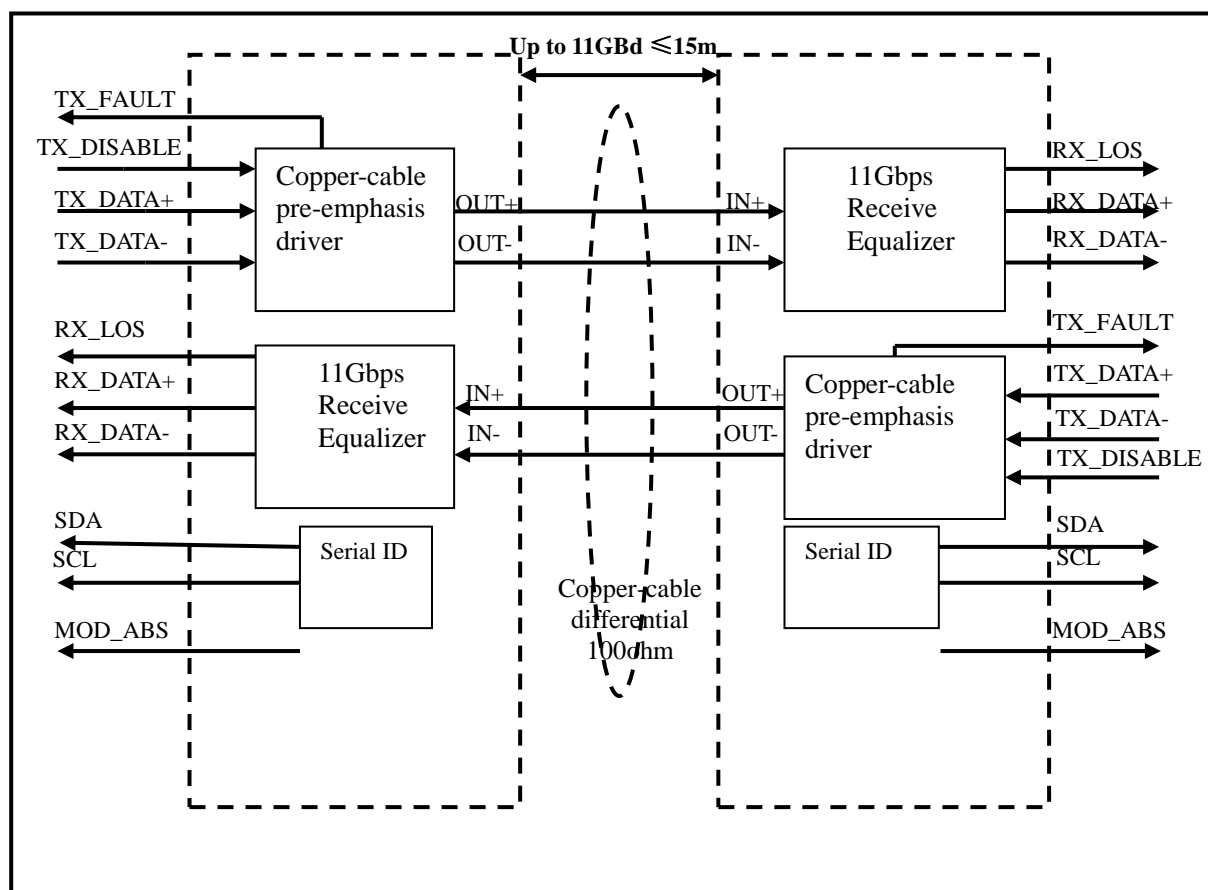 Up to 11GBd ≤15m
TX_FAULT
TX_DISABLE
TX_DATA+
TX_DATA-
Copper-cable
pre-emphasis
driver
OUT+
OUT-
IN+
IN-
11Gbps
Receive
Equalizer
RX_LOS
RX_DATA+
RX_DATA-
RX_LOS
RX_DATA+
RX_DATA-
11Gbps
Receive
Equalizer
IN+
IN-
OUT+
OUT-
Copper-cable
pre-emphasis
driver
TX_FAULT
TX_DATA+
TX_DATA-
TX_DISABLE
SDA
SCL
MOD_ABS
Serial ID
Copper-cable
differential
100ohm
Serial ID
SDA
SCL
MOD_ABS